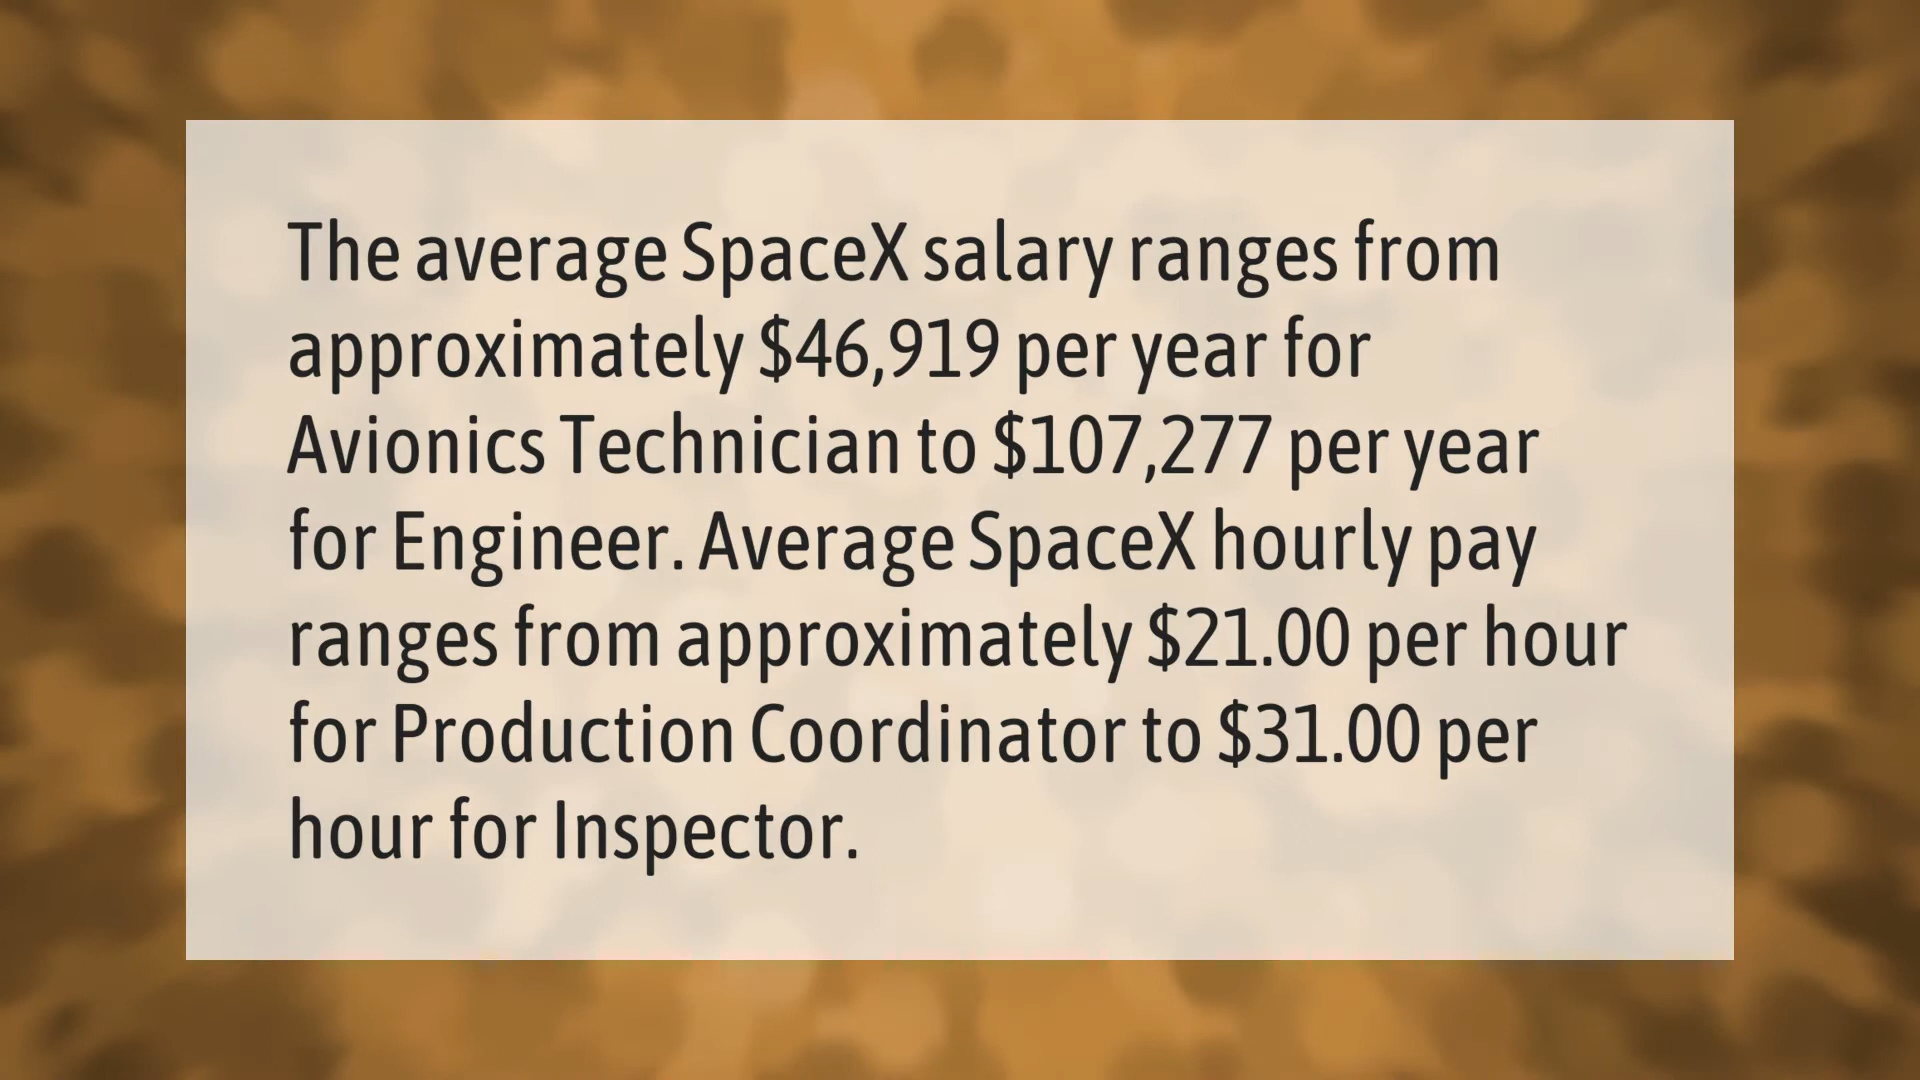 The average SpaceX salary ranges from
approximately $46,919 per year for
Avionics Technician to $107,277 per year
for Engineer. Average SpaceX hourly pay
ranges from approximately $21.00 per hour
for Production Coordinator to $31.00 per
hour for Inspector.